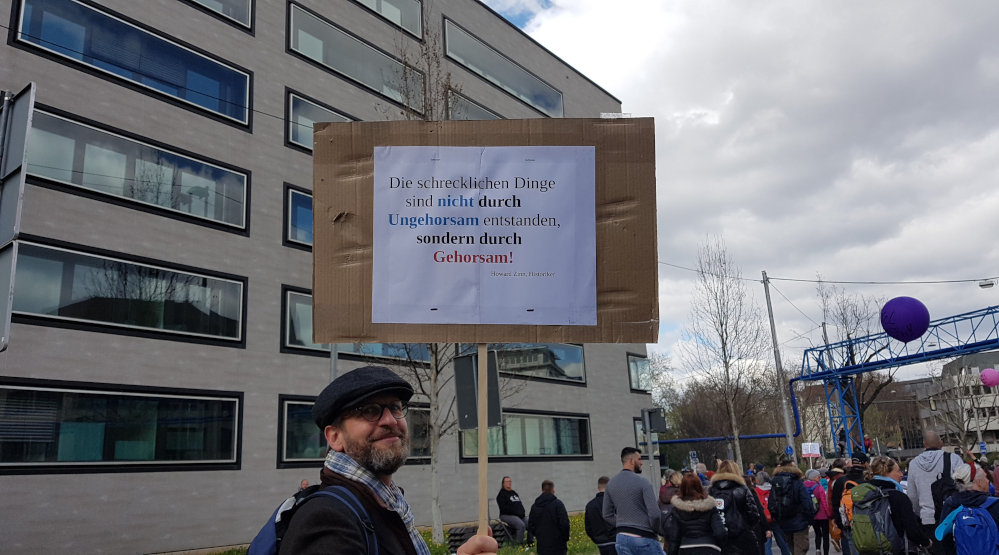 Die schrecklichen Dinge
sind nicht durch
Ungehorsam entstanden,
sondern durch
Gehorsam!
Howard Zinn, Historiker